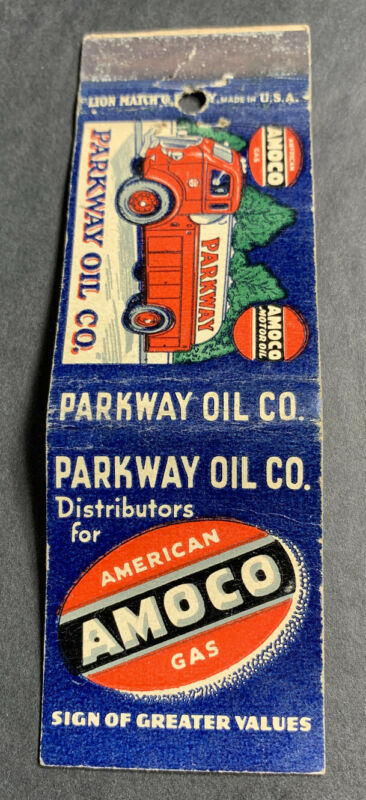 LION MATCH
MADE IN U.S.A.
AMERICAN
AMOCO
GAS
AMOCO
MOTOR OIL
PARKWAY
PARKWAY OIL CO.
PARKWAY OIL CO.
PARKWAY OIL CO.
Distributors
for
AMERICAN
AMOCO
GAS
SIGN OF GREATER VALUES